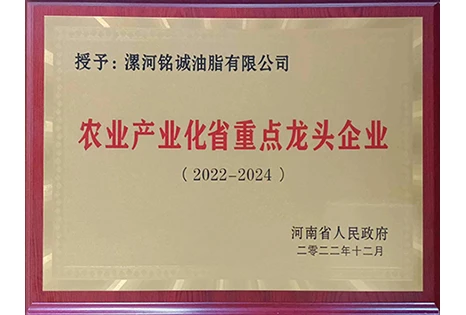 授予：漯河铭诚油脂有限公司
农业产业化省重点龙头企业
（2022-2024）
河南省人民政府
二零二二年十二月